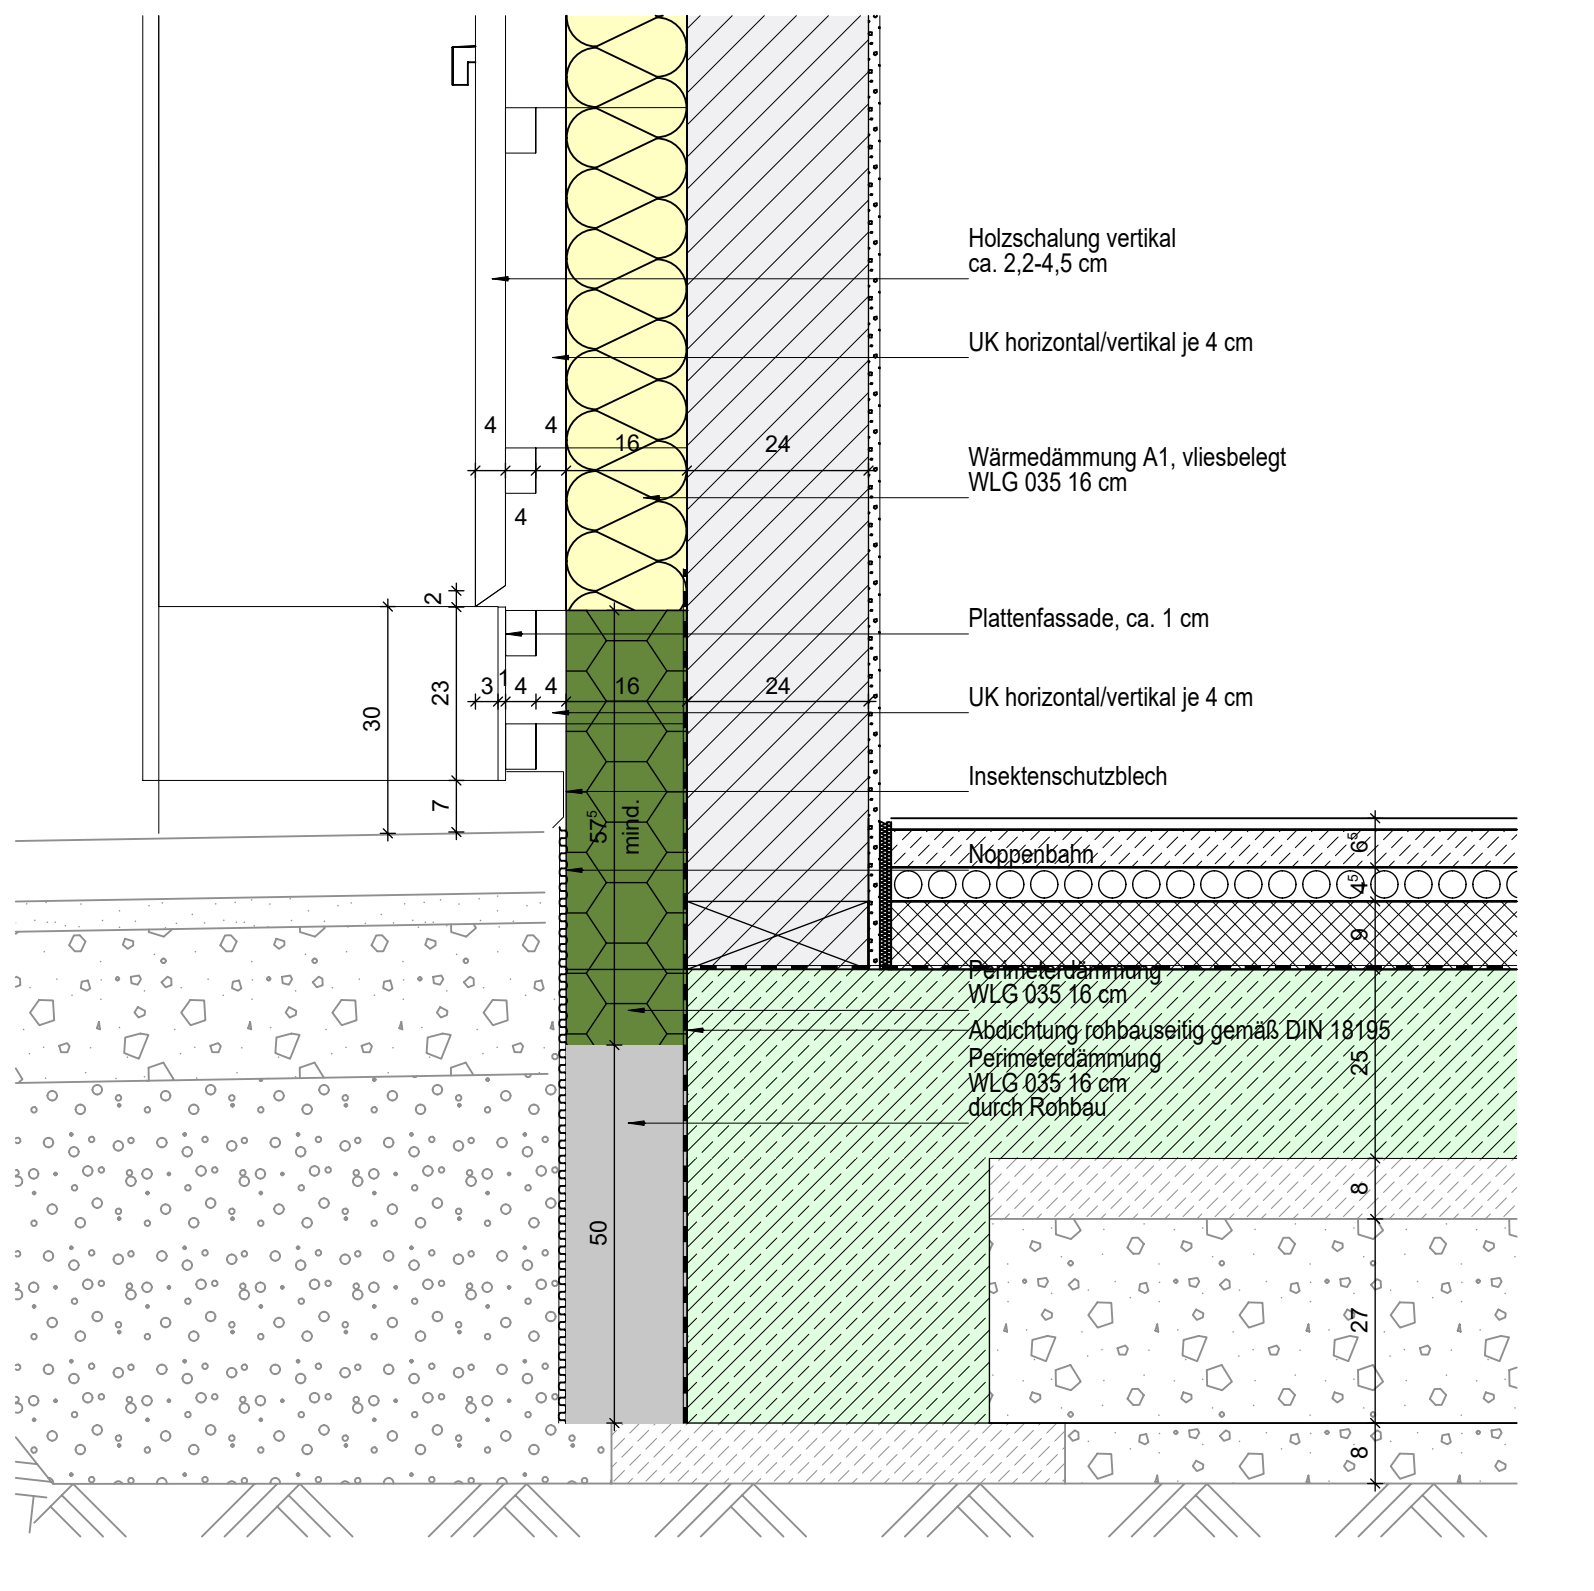 Holzschalung vertikal
ca. 2,2-4,5 cm
UK horizontal/vertikal je 4 cm
4
4
16
24
Wärmedämmung A1, vliesbelegt
WLG 035 16 cm
4
2
Plattenfassade, ca. 1 cm
3
1
4
4
16
24
23
30
UK horizontal/vertikal je 4 cm
Insektenschutzblech
7
57⁵
mind.
6⁵
Noppenbahn
4⁵
9
Perimeterdämmung
WLG 035 16 cm
Abdichtung rohbauseitig gemäß DIN 18195
25
Perimeterdämmung
WLG 035 16 cm
durch Rohbau
8
50
27
8